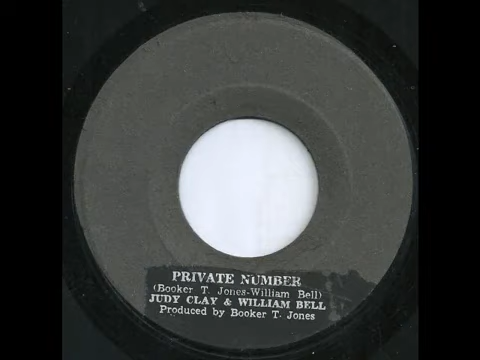 PRIVATE NUMBER
(Booker T. Jones-William Bell)
JUDY CLAY & WILLIAM BELL
Produced by Booker T. Jones